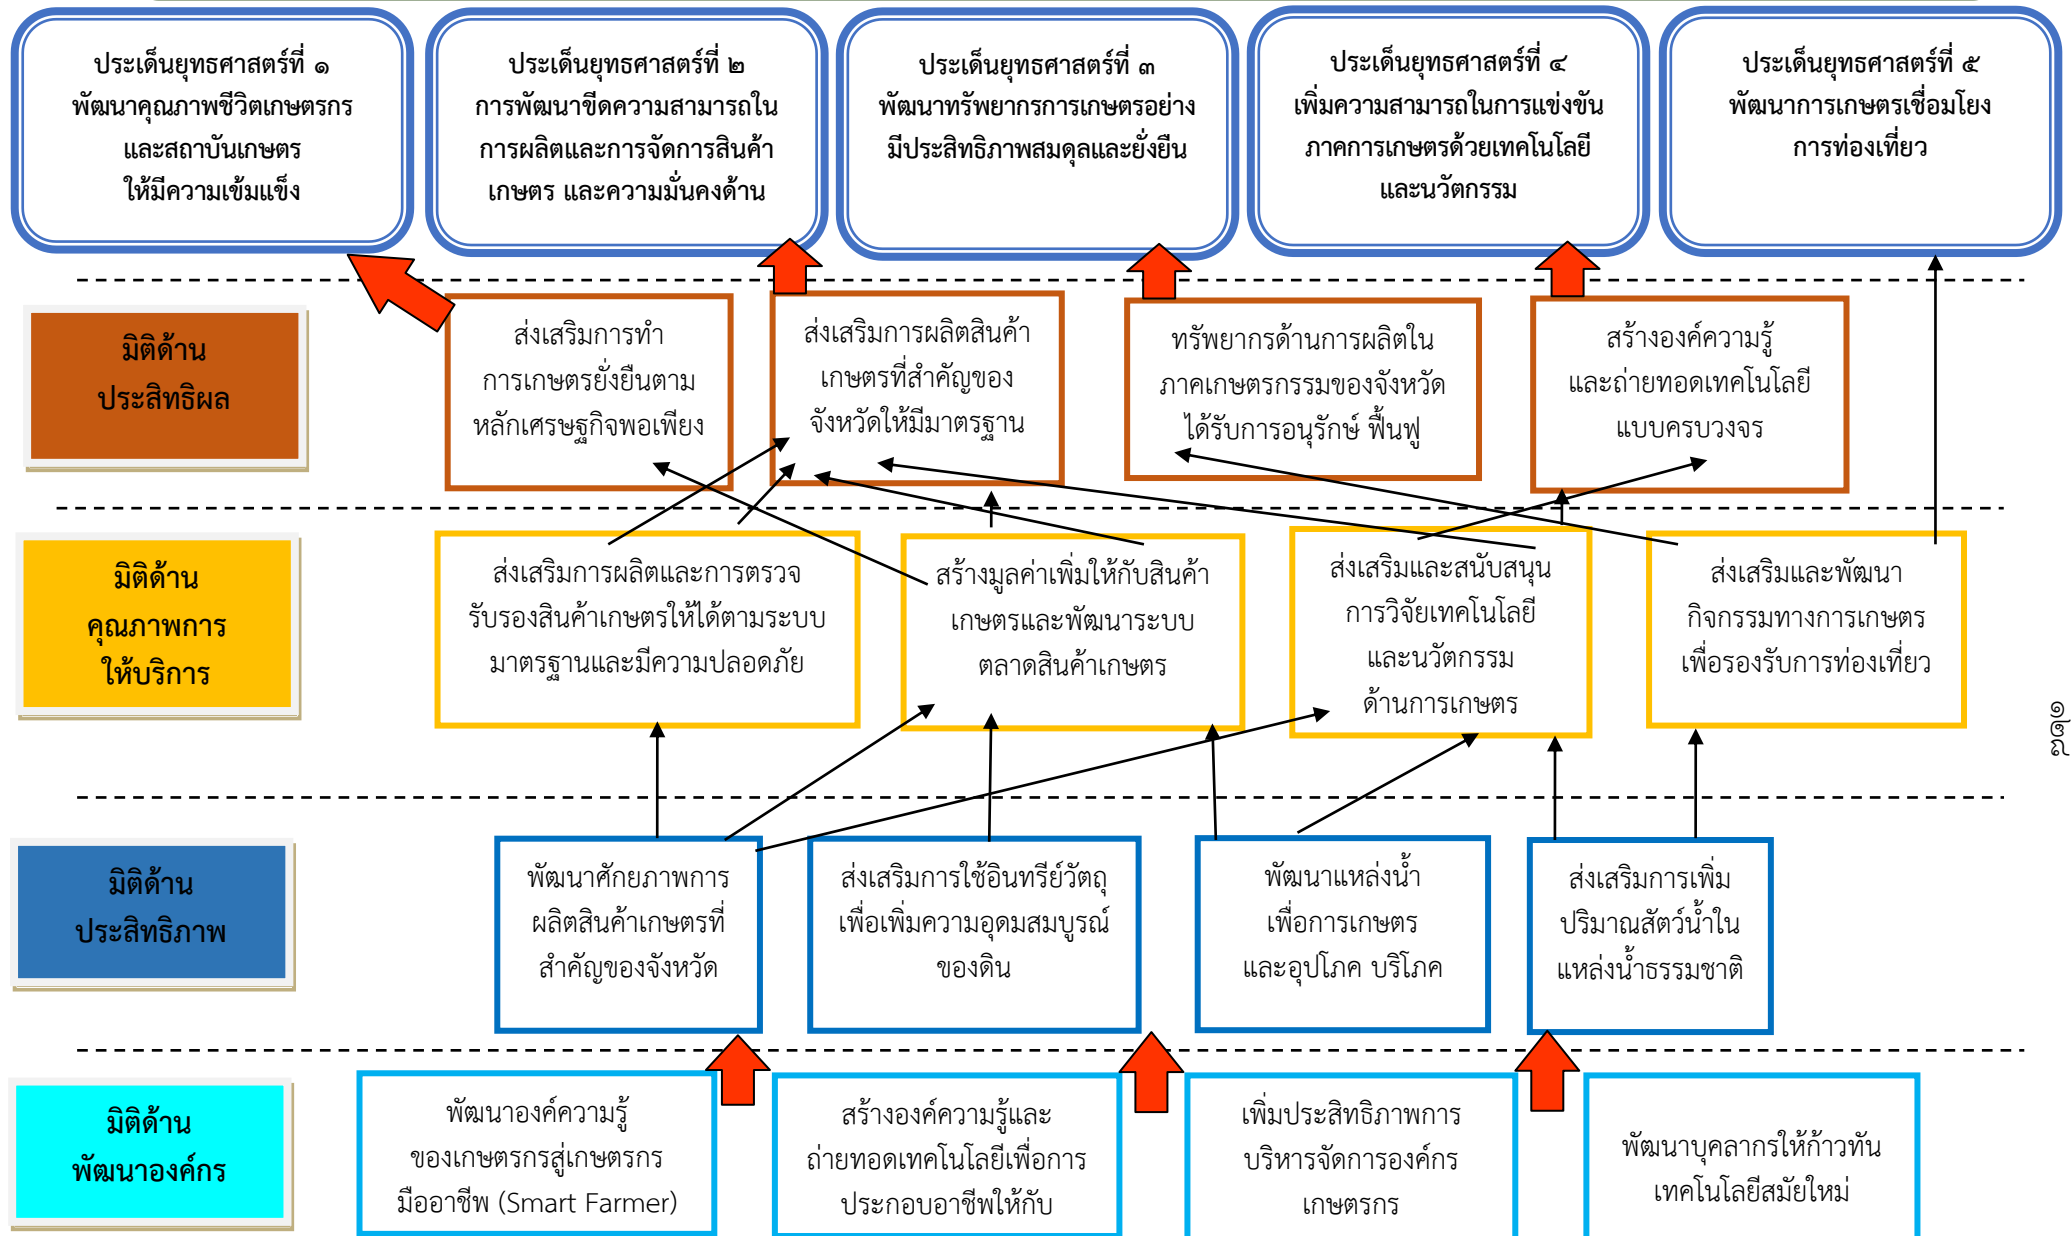 ประเด็นยุทธศาสตร์ที่ ๑
พัฒนาคุณภาพชีวิตเกษตรกร
และสถาบันเกษตร
ให้มีความเข้มแข็ง
ประเด็นยุทธศาสตร์ที่ ๒
การพัฒนาขีดความสามารถใน
การผลิตและการจัดการสินค้า
เกษตร และความมั่นคงด้าน
ประเด็นยุทธศาสตร์ที่ ๓
พัฒนาทรัพยากรการเกษตรอย่าง
มีประสิทธิภาพสมดุลและยั่งยืน
ประเด็นยุทธศาสตร์ที่ ๔
เพิ่มความสามารถในการแข่งขัน
ภาคการเกษตรด้วยเทคโนโลยี
และนวัตกรรม
ประเด็นยุทธศาสตร์ที่ ๕
พัฒนาการเกษตรเชื่อมโยง
การท่องเที่ยว
มิติด้าน
ประสิทธิผล
ส่งเสริมการทำ
การเกษตรยั่งยืนตาม
หลักเศรษฐกิจพอเพียง
ส่งเสริมการผลิตสินค้า
เกษตรที่สำคัญของ
จังหวัดให้มีมาตรฐาน
ทรัพยากรด้านการผลิตใน
ภาคเกษตรกรรมของจังหวัด
ได้รับการอนุรักษ์ ฟื้นฟู
สร้างองค์ความรู้
และถ่ายทอดเทคโนโลยี
แบบครบวงจร
มิติด้าน
คุณภาพการ
ให้บริการ
ส่งเสริมการผลิตและการตรวจ
รับรองสินค้าเกษตรให้ได้ตามระบบ
มาตรฐานและมีความปลอดภัย
สร้างมูลค่าเพิ่มให้กับสินค้า
เกษตรและพัฒนาระบบ
ตลาดสินค้าเกษตร
ส่งเสริมและสนับสนุน
การวิจัยเทคโนโลยี
และนวัตกรรม
ด้านการเกษตร
ส่งเสริมและพัฒนา
กิจกรรมทางการเกษตร
เพื่อรองรับการท่องเที่ยว
๑๒๘
มิติด้าน
ประสิทธิภาพ
พัฒนาศักยภาพการ
ผลิตสินค้าเกษตรที่
สำคัญของจังหวัด
ส่งเสริมการใช้อินทรีย์วัตถุ
เพื่อเพิ่มความอุดมสมบูรณ์
ของดิน
พัฒนาแหล่งน้ำ
เพื่อการเกษตร
และอุปโภค บริโภค
ส่งเสริมการเพิ่ม
ปริมาณสัตว์น้ำใน
แหล่งน้ำธรรมชาติ
มิติด้าน
พัฒนาองค์กร
พัฒนาองค์ความรู้
ของเกษตรกรสู่เกษตรกร
มืออาชีพ (Smart Farmer)
สร้างองค์ความรู้และ
ถ่ายทอดเทคโนโลยีเพื่อการ
ประกอบอาชีพให้กับ
เพิ่มประสิทธิภาพการ
บริหารจัดการองค์กร
เกษตรกร
พัฒนาบุคลากรให้ก้าวทัน
เทคโนโลยีสมัยใหม่